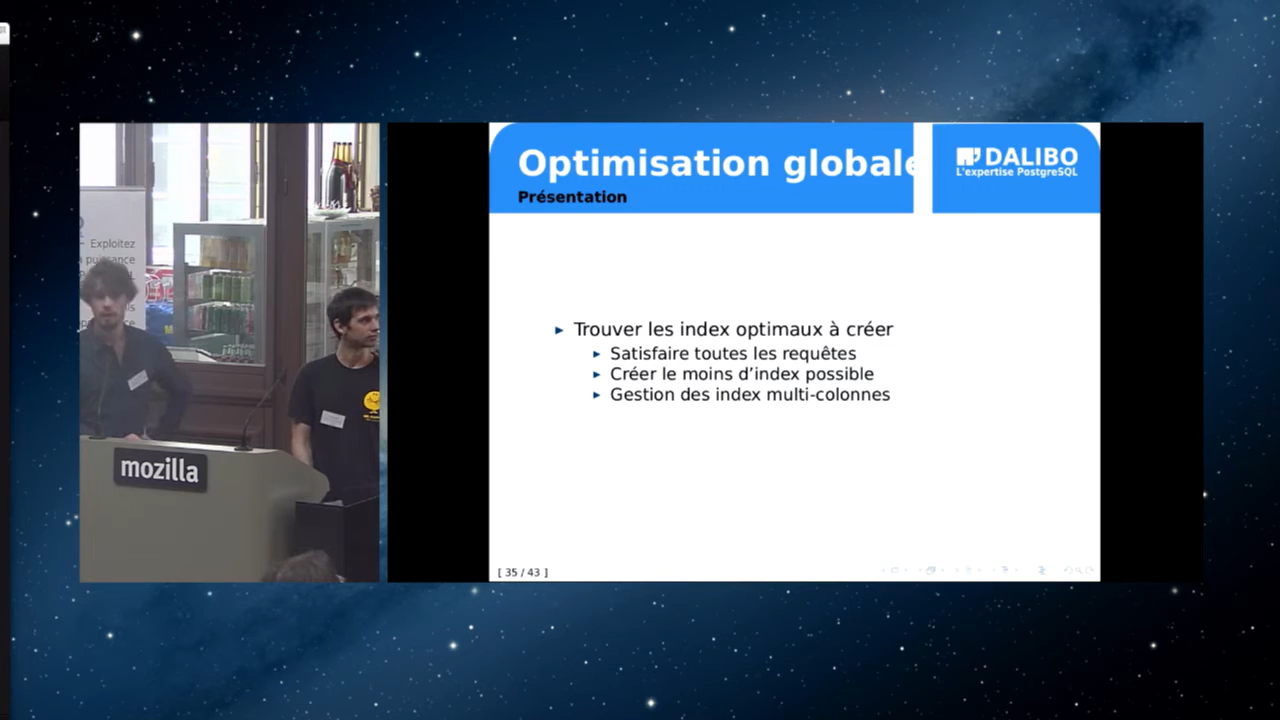 Exploitez
puissance
mozilla
Optimisation globale
Présentation
DALIBO
L'expertise PostgreSQL
▸ Trouver les index optimaux à créer
▸ Satisfaire toutes les requêtes
▸ Créer le moins d’index possible
▸ Gestion des index multi-colonnes
[ 35 / 43 ]